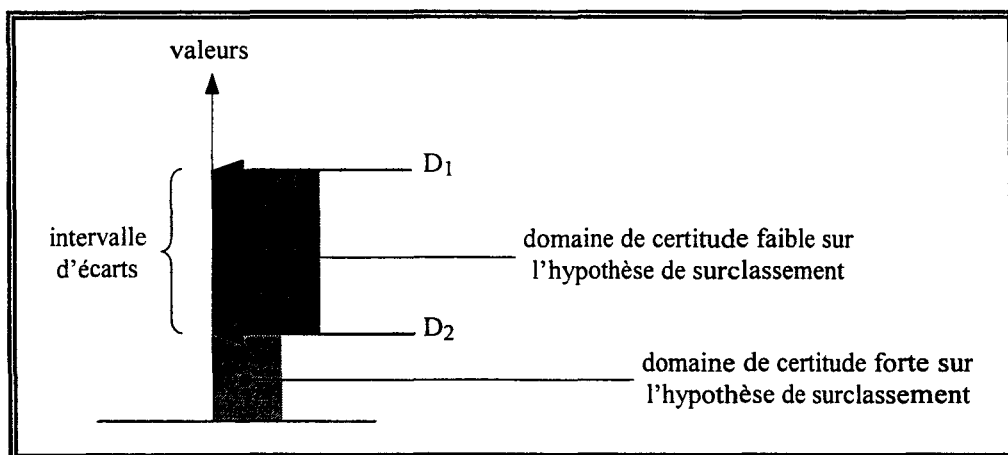 valeurs
D1
intervalle
d'écarts
domaine de certitude faible sur
l'hypothèse de surclassement
D2
domaine de certitude forte sur
l'hypothèse de surclassement